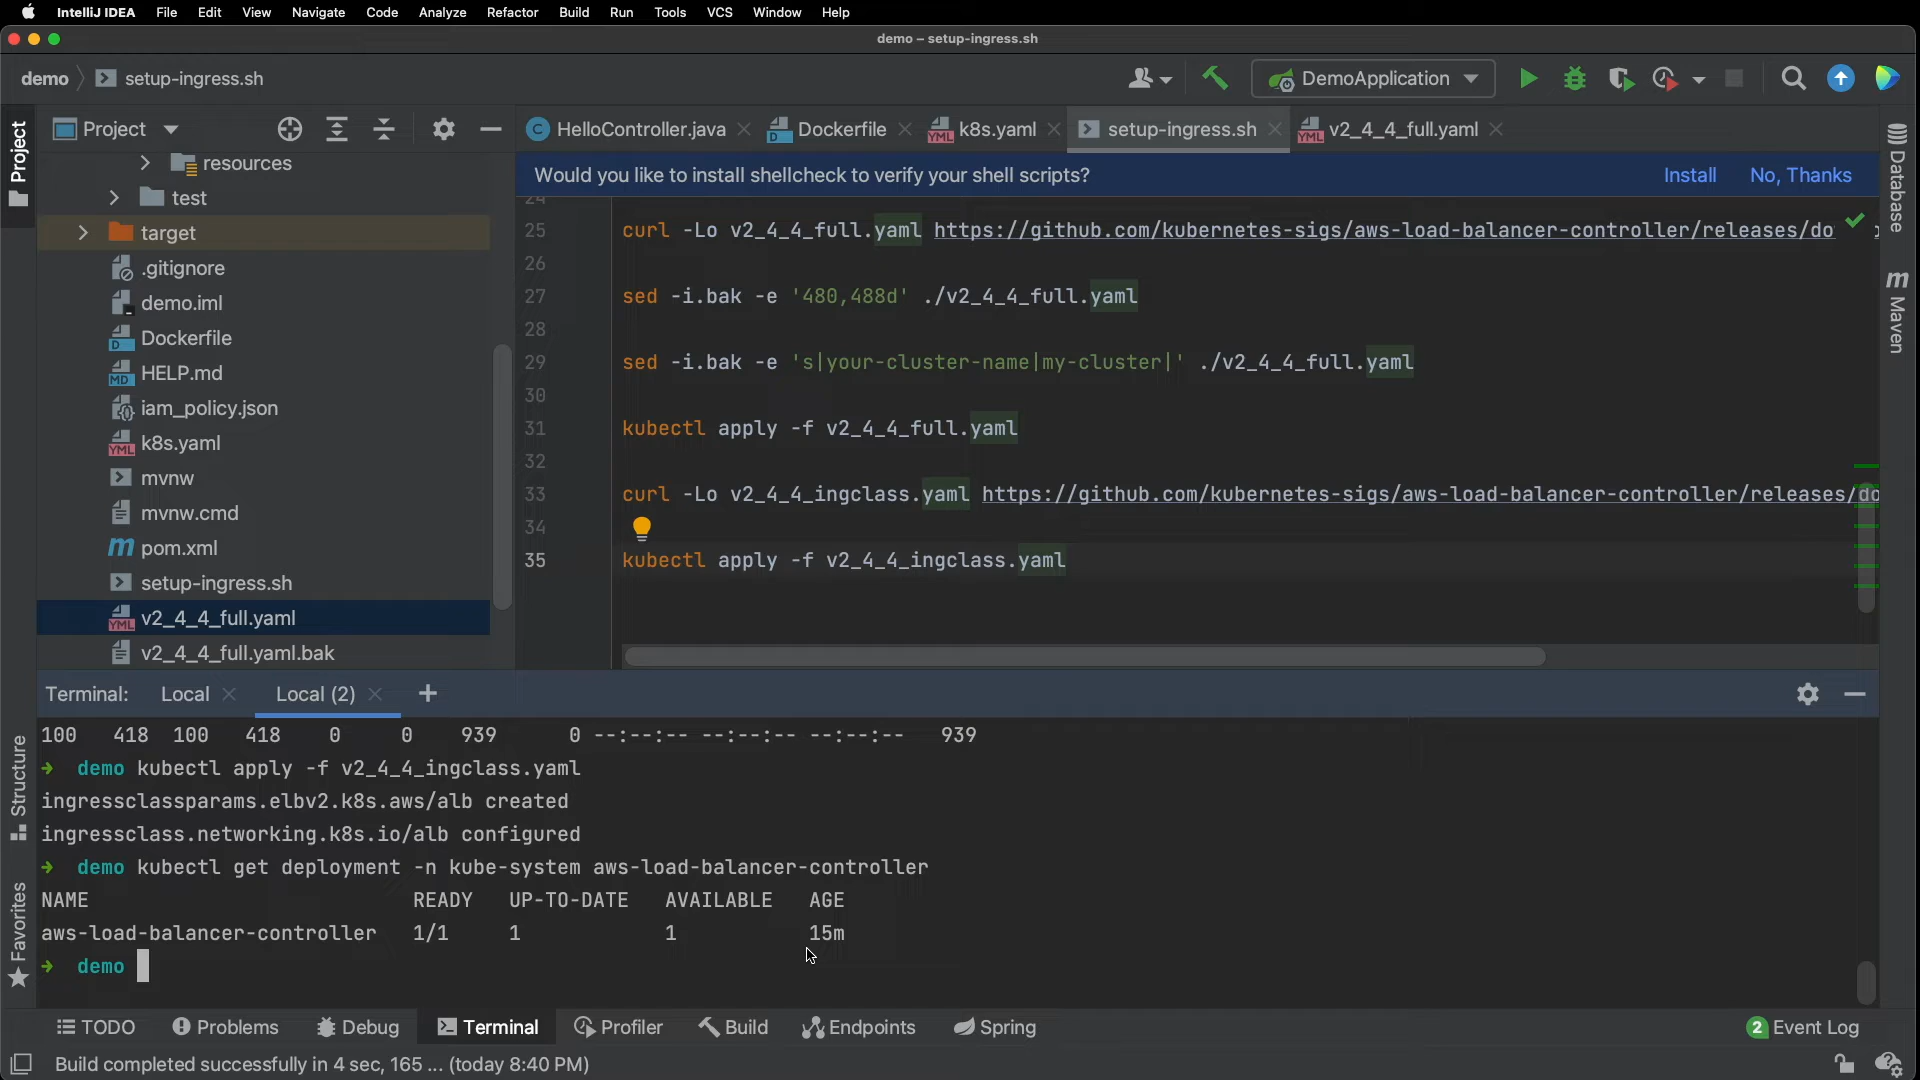 IntelliJ IDEA File Edit View Navigate Code Analyze Refactor Build Run Tools VCS Window Help
demo – setup-ingress.sh
demo setup-ingress.sh
DemoApplication
Project
Project
HelloController.java Dockerfile k8s.yaml setup-ingress.sh v2_4_4_full.yaml
Would you like to install shellcheck to verify your shell scripts? Install No, Thanks
resources
test
target
.gitignore
demo.iml
Dockerfile
HELP.md
iam_policy.json
k8s.yaml
mvnw
mvnw.cmd
pom.xml
setup-ingress.sh
v2_4_4_full.yaml
v2_4_4_full.yaml.bak
24
25 curl -Lo v2_4_4_full.yaml https://github.com/kubernetes-sigs/aws-load-balancer-controller/releases/do
26
27 sed -i.bak -e '480,488d' ./v2_4_4_full.yaml
28
29 sed -i.bak -e 's|your-cluster-name|my-cluster|' ./v2_4_4_full.yaml
30
31 kubectl apply -f v2_4_4_full.yaml
32
33 curl -Lo v2_4_4_ingclass.yaml https://github.com/kubernetes-sigs/aws-load-balancer-controller/releases/do
34
35 kubectl apply -f v2_4_4_ingclass.yaml
Database
Maven
Terminal: Local Local (2)
100 418 100 418 0 0 939 0 --:--:-- --:--:-- --:--:-- 939
➜ demo kubectl apply -f v2_4_4_ingclass.yaml
ingressclassparams.elbv2.k8s.aws/alb created
ingressclass.networking.k8s.io/alb configured
➜ demo kubectl get deployment -n kube-system aws-load-balancer-controller
NAME READY UP-TO-DATE AVAILABLE AGE
aws-load-balancer-controller 1/1 1 1 15m
➜ demo
Structure
Favorites
TODO Problems Debug Terminal Profiler Build Endpoints Spring 2 Event Log
Build completed successfully in 4 sec, 165 ... (today 8:40 PM)